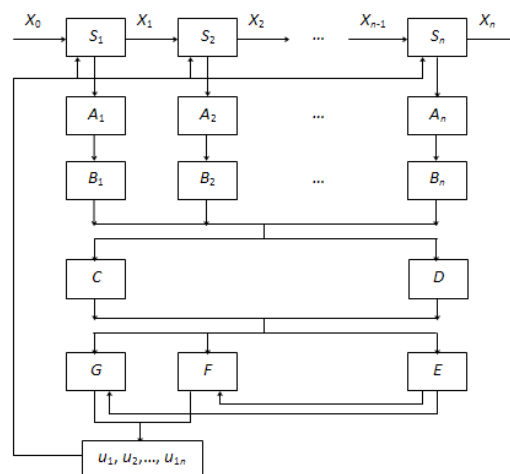 X₀ S₁ X₁ S₂ X₂ ... Xₙ₋₁ Sₙ Xₙ
A₁ A₂ ... Aₙ
B₁ B₂ ... Bₙ
C D
G F E
u₁, u₂,..., u₁ₙ